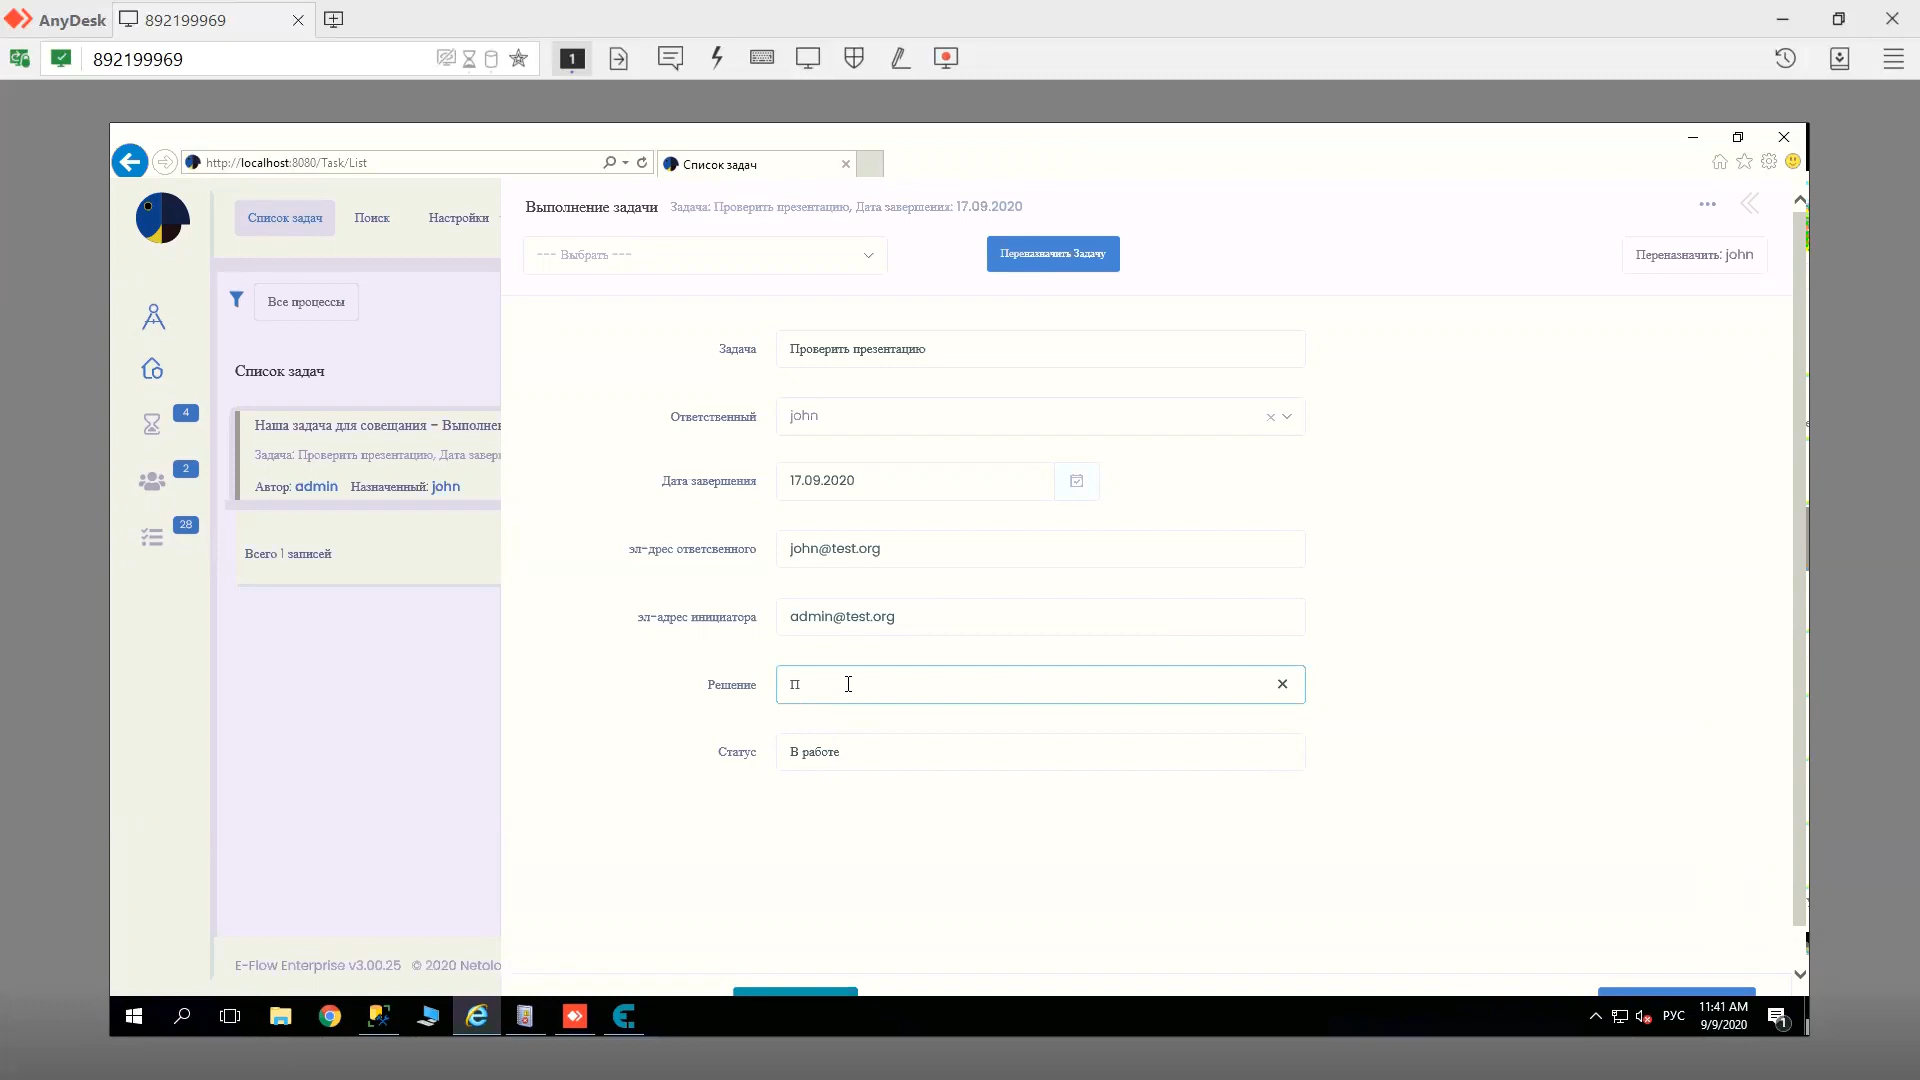 AnyDesk
892199969
892199969
1
http://localhost:8080/Task/List
Список задач
Список задач
Поиск
Настройки
Выполнение задачи
Задача: Проверить презентацию, Дата завершения: 17.09.2020
--- Выбрать ---
Переназначить Задачу
Переназначить: john
Все процессы
Задача
Проверить презентацию
Список задач
4
Ответственный
john
Наша задача для совещания - Выполнен
Задача: Проверить презентацию, Дата завер
2
Дата завершения
17.09.2020
Автор: admin Назначенный: john
28
эл-дрес ответсвенного
john@test.org
Всего 1 записей
эл-адрес инициатора
admin@test.org
Решение
П
Статус
В работе
E-Flow Enterprise v3.00.25 © 2020 Netolo
РУС
11:41 AM
9/9/2020
1